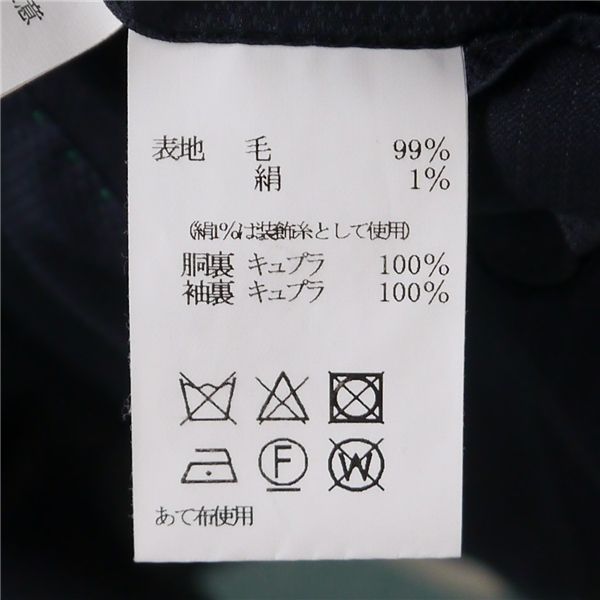 意
表地 毛 99%
絹 1%
(絹1%は装飾糸として使用)
胴裏 キュプラ 100%
袖裏 キュプラ 100%
F W
あて布使用